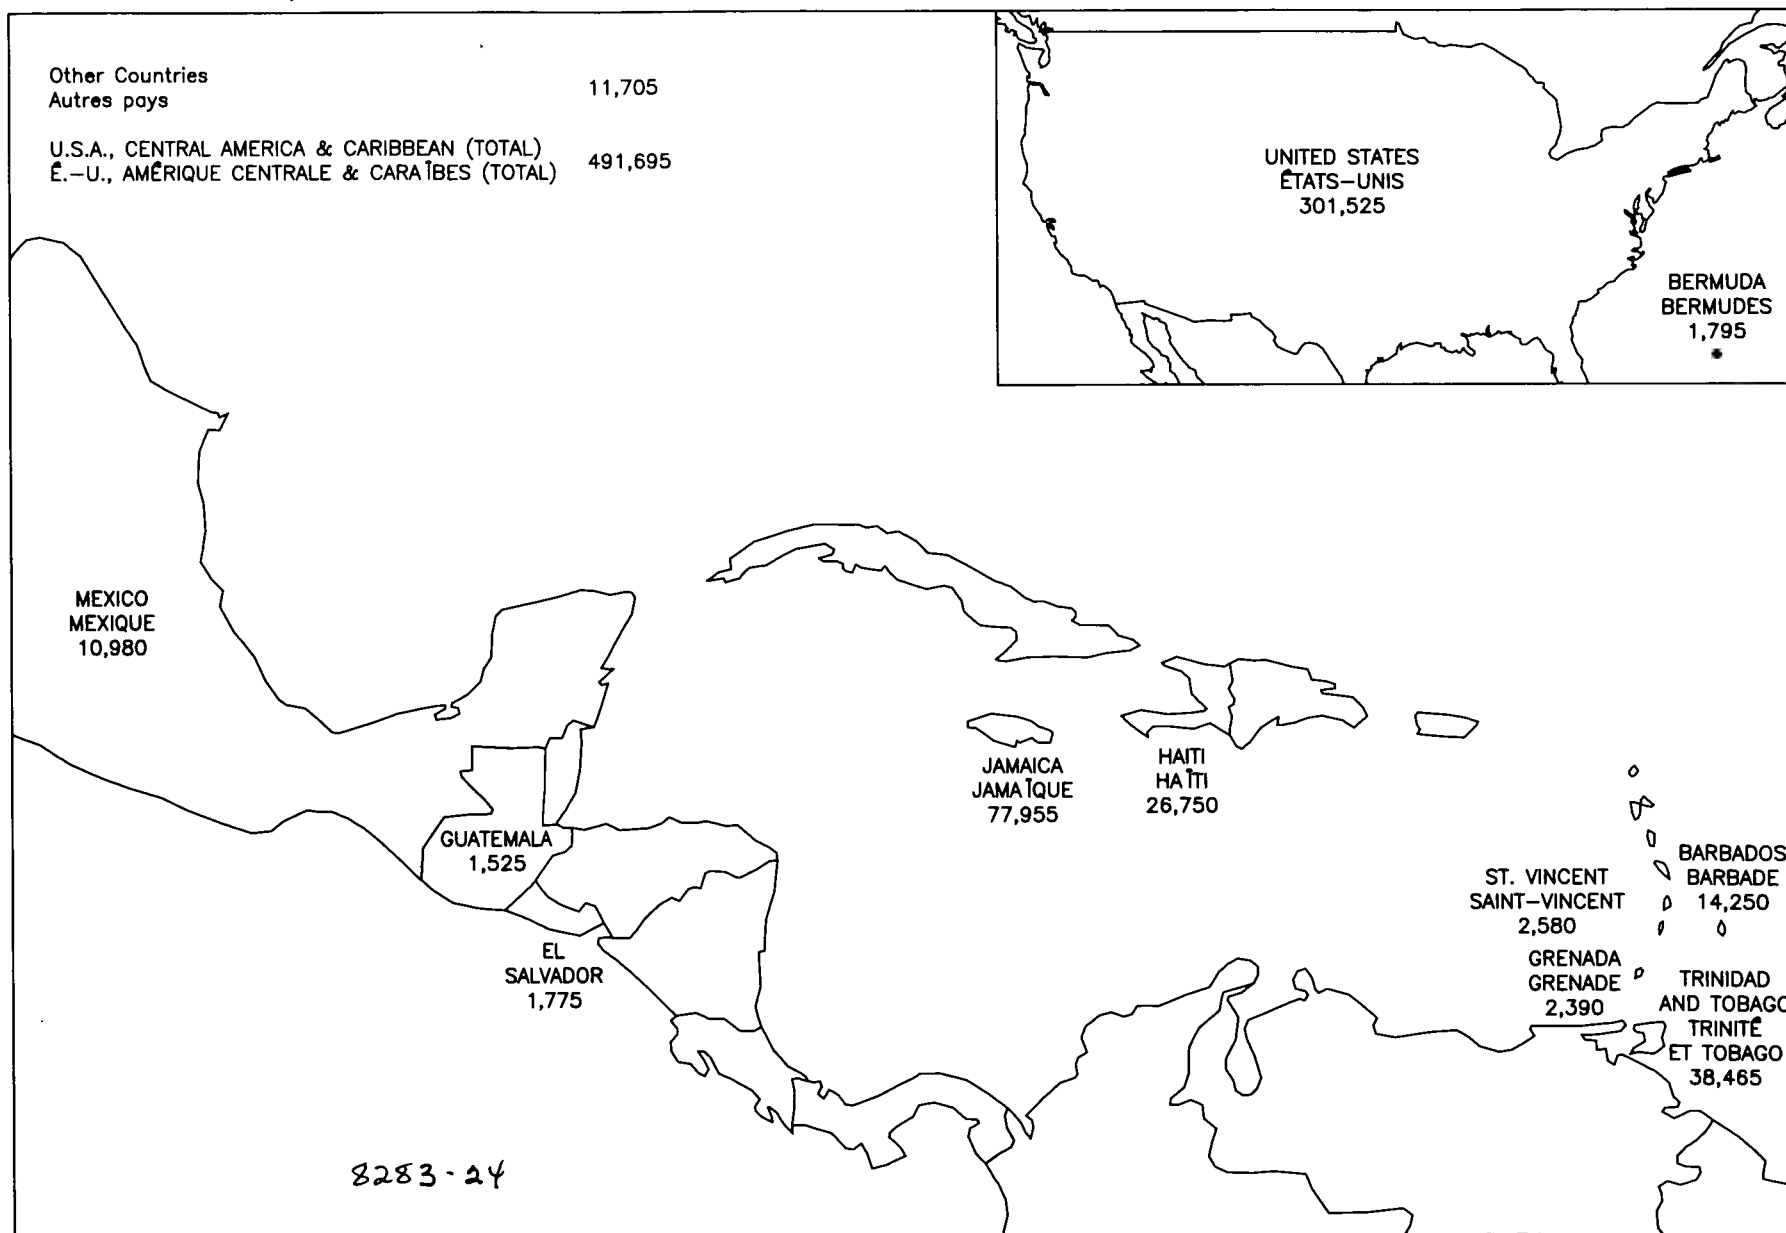 Other Countries
Autres pays
11,705
U.S.A., CENTRAL AMERICA & CARIBBEAN (TOTAL)
É.-U., AMÉRIQUE CENTRALE & CARAÏBES (TOTAL)
491,695
UNITED STATES
ÉTATS-UNIS
301,525
BERMUDA
BERMUDES
1,795
MEXICO
MEXIQUE
10,980
JAMAICA
JAMAÏQUE
77,955
HAITI
HAÏTI
26,750
GUATEMALA
1,525
EL
SALVADOR
1,775
ST. VINCENT
SAINT-VINCENT
2,580
BARBADOS
BARBADE
14,250
GRENADA
GRENADE
2,390
TRINIDAD
AND TOBAGO
TRINITÉ
ET TOBAGO
38,465
8283-24